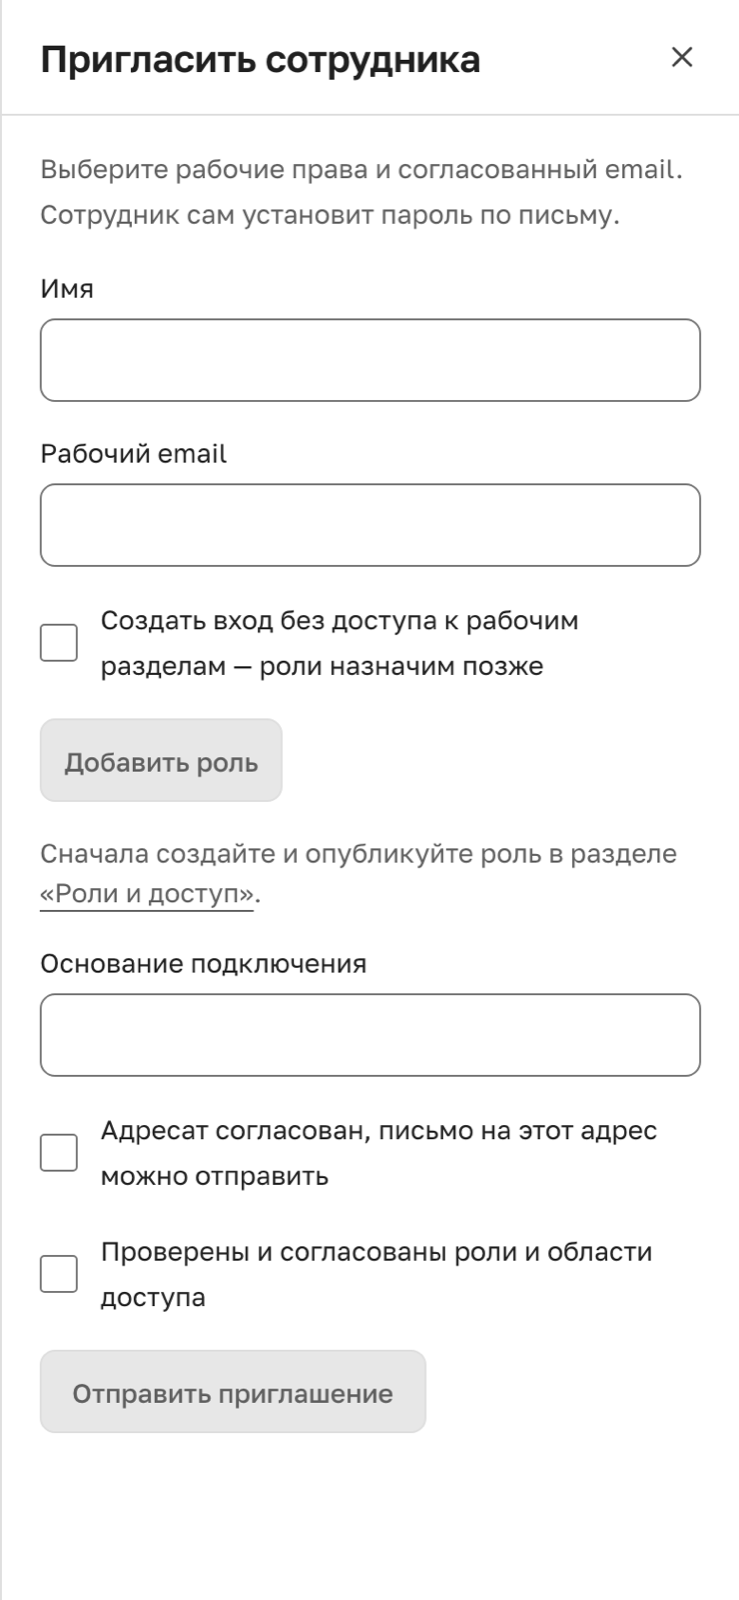 Пригласить сотрудника
Выберите рабочие права и согласованный email.
Сотрудник сам установит пароль по письму.
Имя
Рабочий email
Создать вход без доступа к рабочим
разделам — роли назначим позже
Добавить роль
Сначала создайте и опубликуйте роль в разделе
«Роли и доступ».
Основание подключения
Адресат согласован, письмо на этот адрес
можно отправить
Проверены и согласованы роли и области
доступа
Отправить приглашение